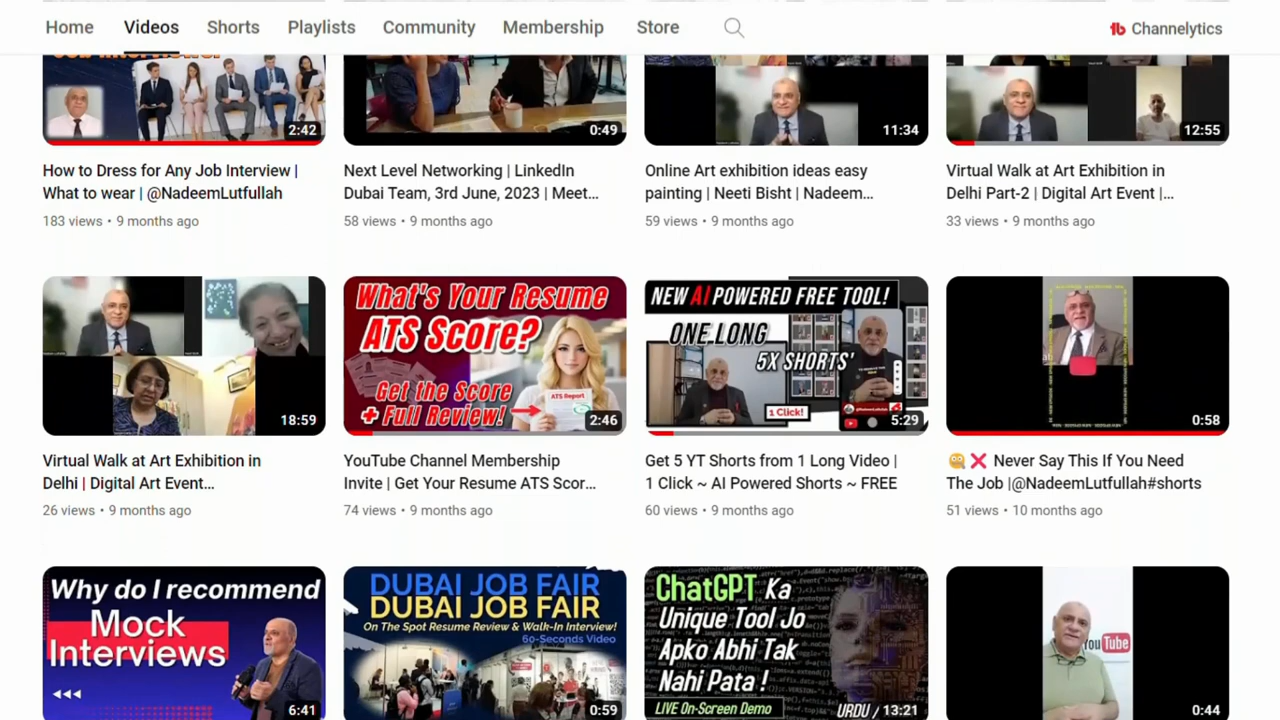 Home Videos Shorts Playlists Community Membership Store Channelytics
2:42
0:49
11:34
12:55
How to Dress for Any Job Interview |
What to wear | @NadeemLutfullah
183 views • 9 months ago
Next Level Networking | LinkedIn
Dubai Team, 3rd June, 2023 | Meet...
58 views • 9 months ago
Online Art exhibition ideas easy
painting | Neeti Bisht | Nadeem...
59 views • 9 months ago
Virtual Walk at Art Exhibition in
Delhi Part-2 | Digital Art Event |...
33 views • 9 months ago
18:59
What's Your Resume
ATS Score?
Get the Score
+ Full Review!
ATS Report
2:46
NEW AI POWERED FREE TOOL!
ONE LONG
5X SHORTS'
1 Click!
5:29
0:58
Virtual Walk at Art Exhibition in
Delhi | Digital Art Event...
26 views • 9 months ago
YouTube Channel Membership
Invite | Get Your Resume ATS Scor...
74 views • 9 months ago
Get 5 YT Shorts from 1 Long Video |
1 Click ~ AI Powered Shorts ~ FREE
60 views • 9 months ago
🤐 ❌ Never Say This If You Need
The Job |@NadeemLutfullah#shorts
51 views • 10 months ago
Why do I recommend
Mock
Interviews
6:41
DUBAI JOB FAIR
DUBAI JOB FAIR
On The Spot Resume Review & Walk-In Interview!
60-Seconds Video
0:59
ChatGPT Ka
Unique Tool Jo
Apko Abhi Tak
Nahi Pata !
LIVE On-Screen Demo
URDU / 13:21
YouTube
0:44